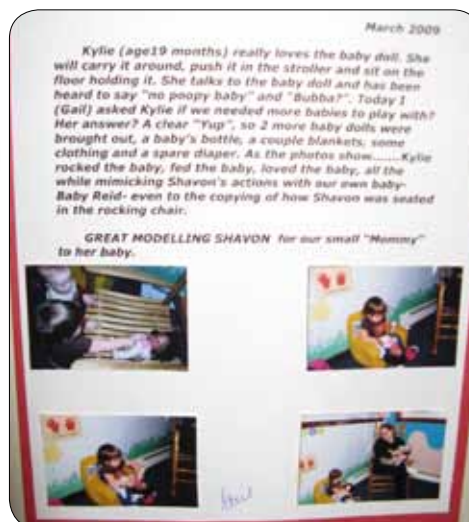 March 2009
Kylie (age19 months) really loves the baby doll. She
will carry it around, push it in the stroller and sit on the
floor holding it. She talks to the baby doll and has been
heard to say "no poopy baby" and "Bubba?". Today I
(Gail) asked Kylie if we needed more babies to play with?
Her answer? A clear "Yup", so 2 more baby dolls were
brought out, a baby's bottle, a couple blankets, some
clothing and a spare diaper. As the photos show.......Kylie
rocked the baby, fed the baby, loved the baby, all the
while mimicking Shavon's actions with our own baby-
Baby Reid- even to the copying of how Shavon was seated
in the rocking chair.
GREAT MODELLING SHAVON for our small "Mommy"
to her baby.